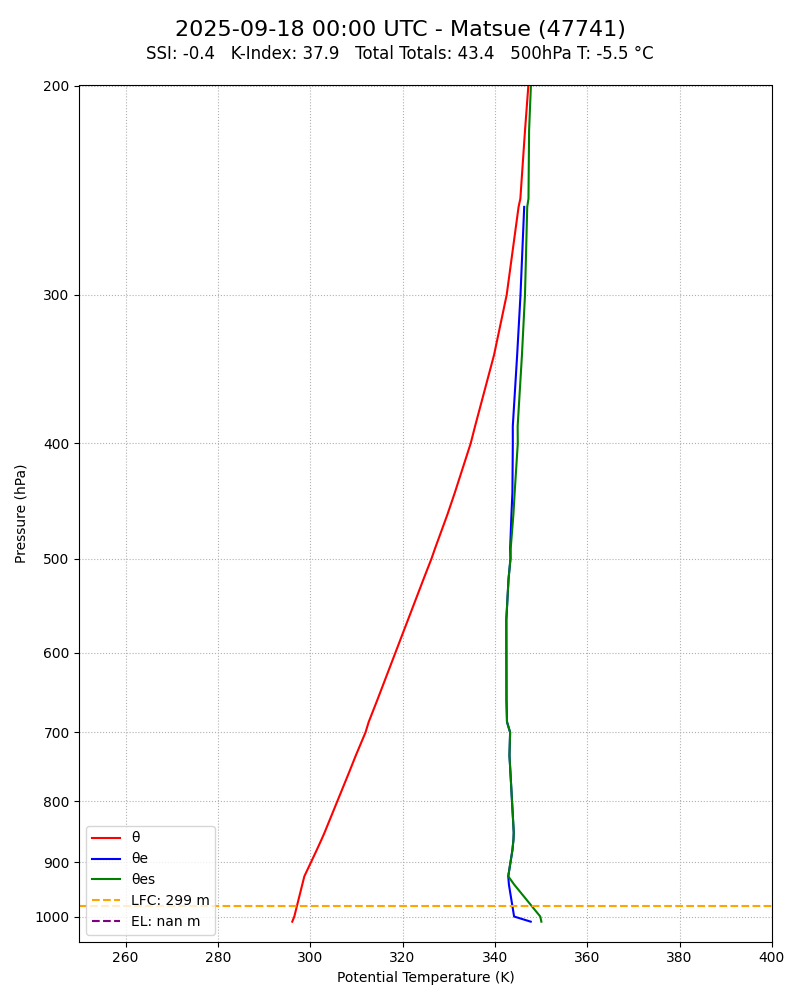 2025-09-18 00:00 UTC - Matsue (47741)
SSI: -0.4   K-Index: 37.9   Total Totals: 43.4   500hPa T: -5.5 °C
200
300
400
500
600
700
800
900
1000
Pressure (hPa)
θ
θe
θes
LFC: 299 m
EL: nan m
260 280 300 320 340 360 380 400
Potential Temperature (K)